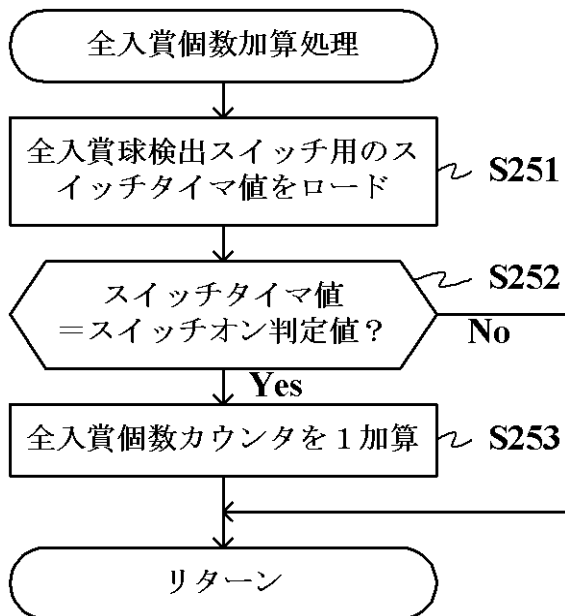 全入賞個数加算処理
全入賞球検出スイッチ用のス
イッチタイマ値をロード
S251
スイッチタイマ値
＝スイッチオン判定値？
S252
No
Yes
全入賞個数カウンタを１加算
S253
リターン